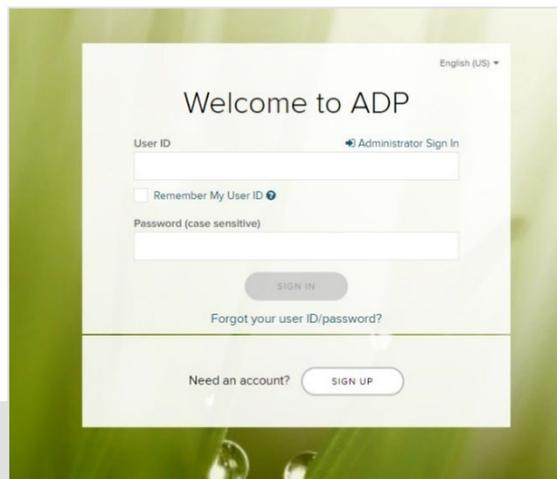 English (US)
Welcome to ADP
User ID
Administrator Sign In
Remember My User ID
Password (case sensitive)
SIGN IN
Forgot your user ID/password?
Need an account?
SIGN UP